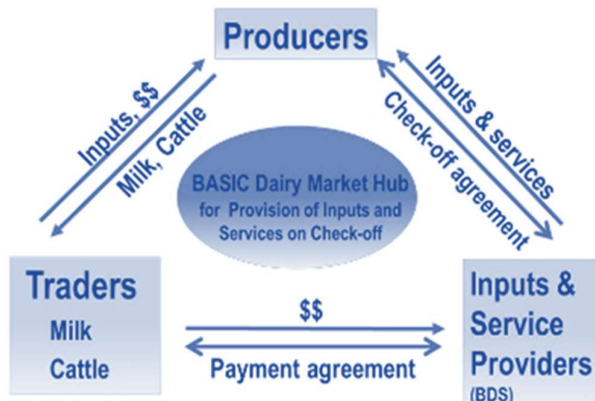 Producers
Inputs, $$
Milk, Cattle
Inputs & services
Check-off agreement
BASIC Dairy Market Hub
for Provision of Inputs and
Services on Check-off
Traders
Milk
Cattle
$$
Payment agreement
Inputs &
Service
Providers
(BDS)